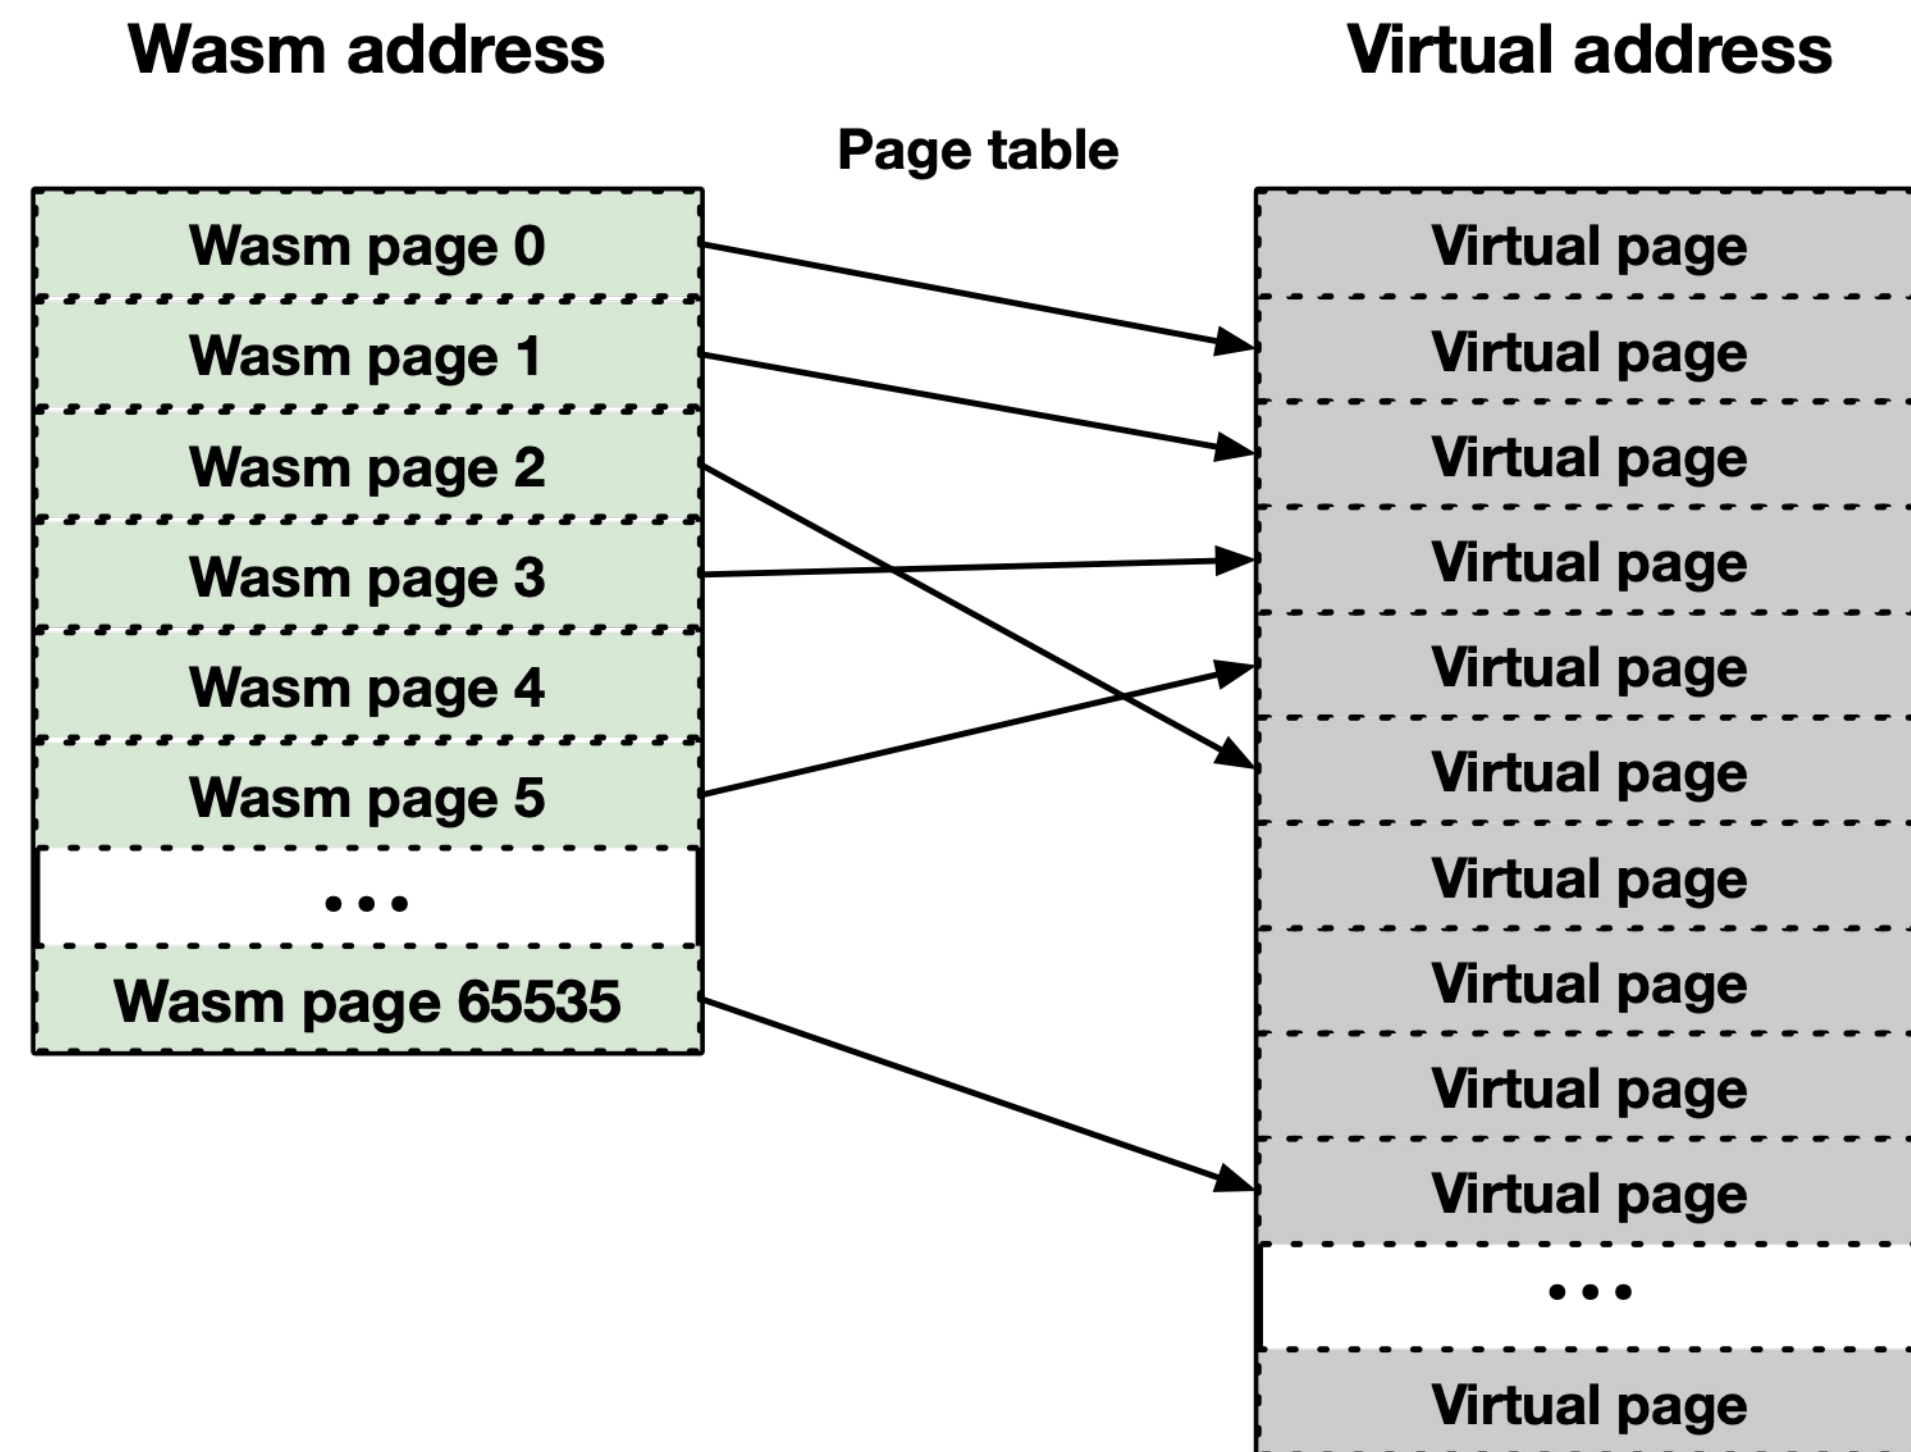 Wasm address
Virtual address
Page table
Wasm page 0
Wasm page 1
Wasm page 2
Wasm page 3
Wasm page 4
Wasm page 5
...
Wasm page 65535
Virtual page
Virtual page
Virtual page
Virtual page
Virtual page
Virtual page
Virtual page
Virtual page
Virtual page
Virtual page
...
Virtual page